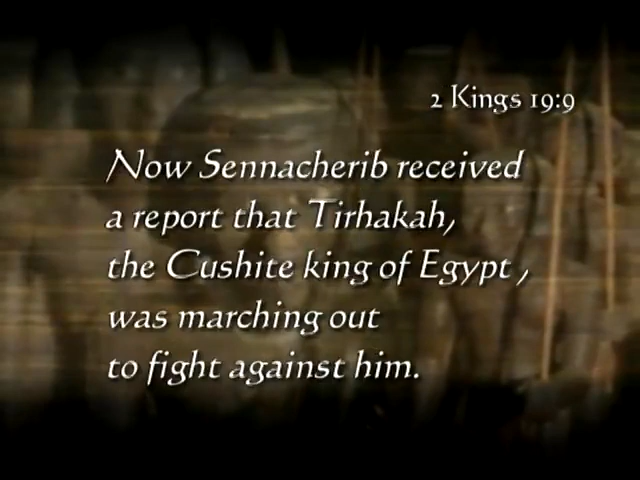 2 Kings 19:9
Now Sennacherib received
a report that Tirhakah,
the Cushite king of Egypt ,
was marching out
to fight against him.